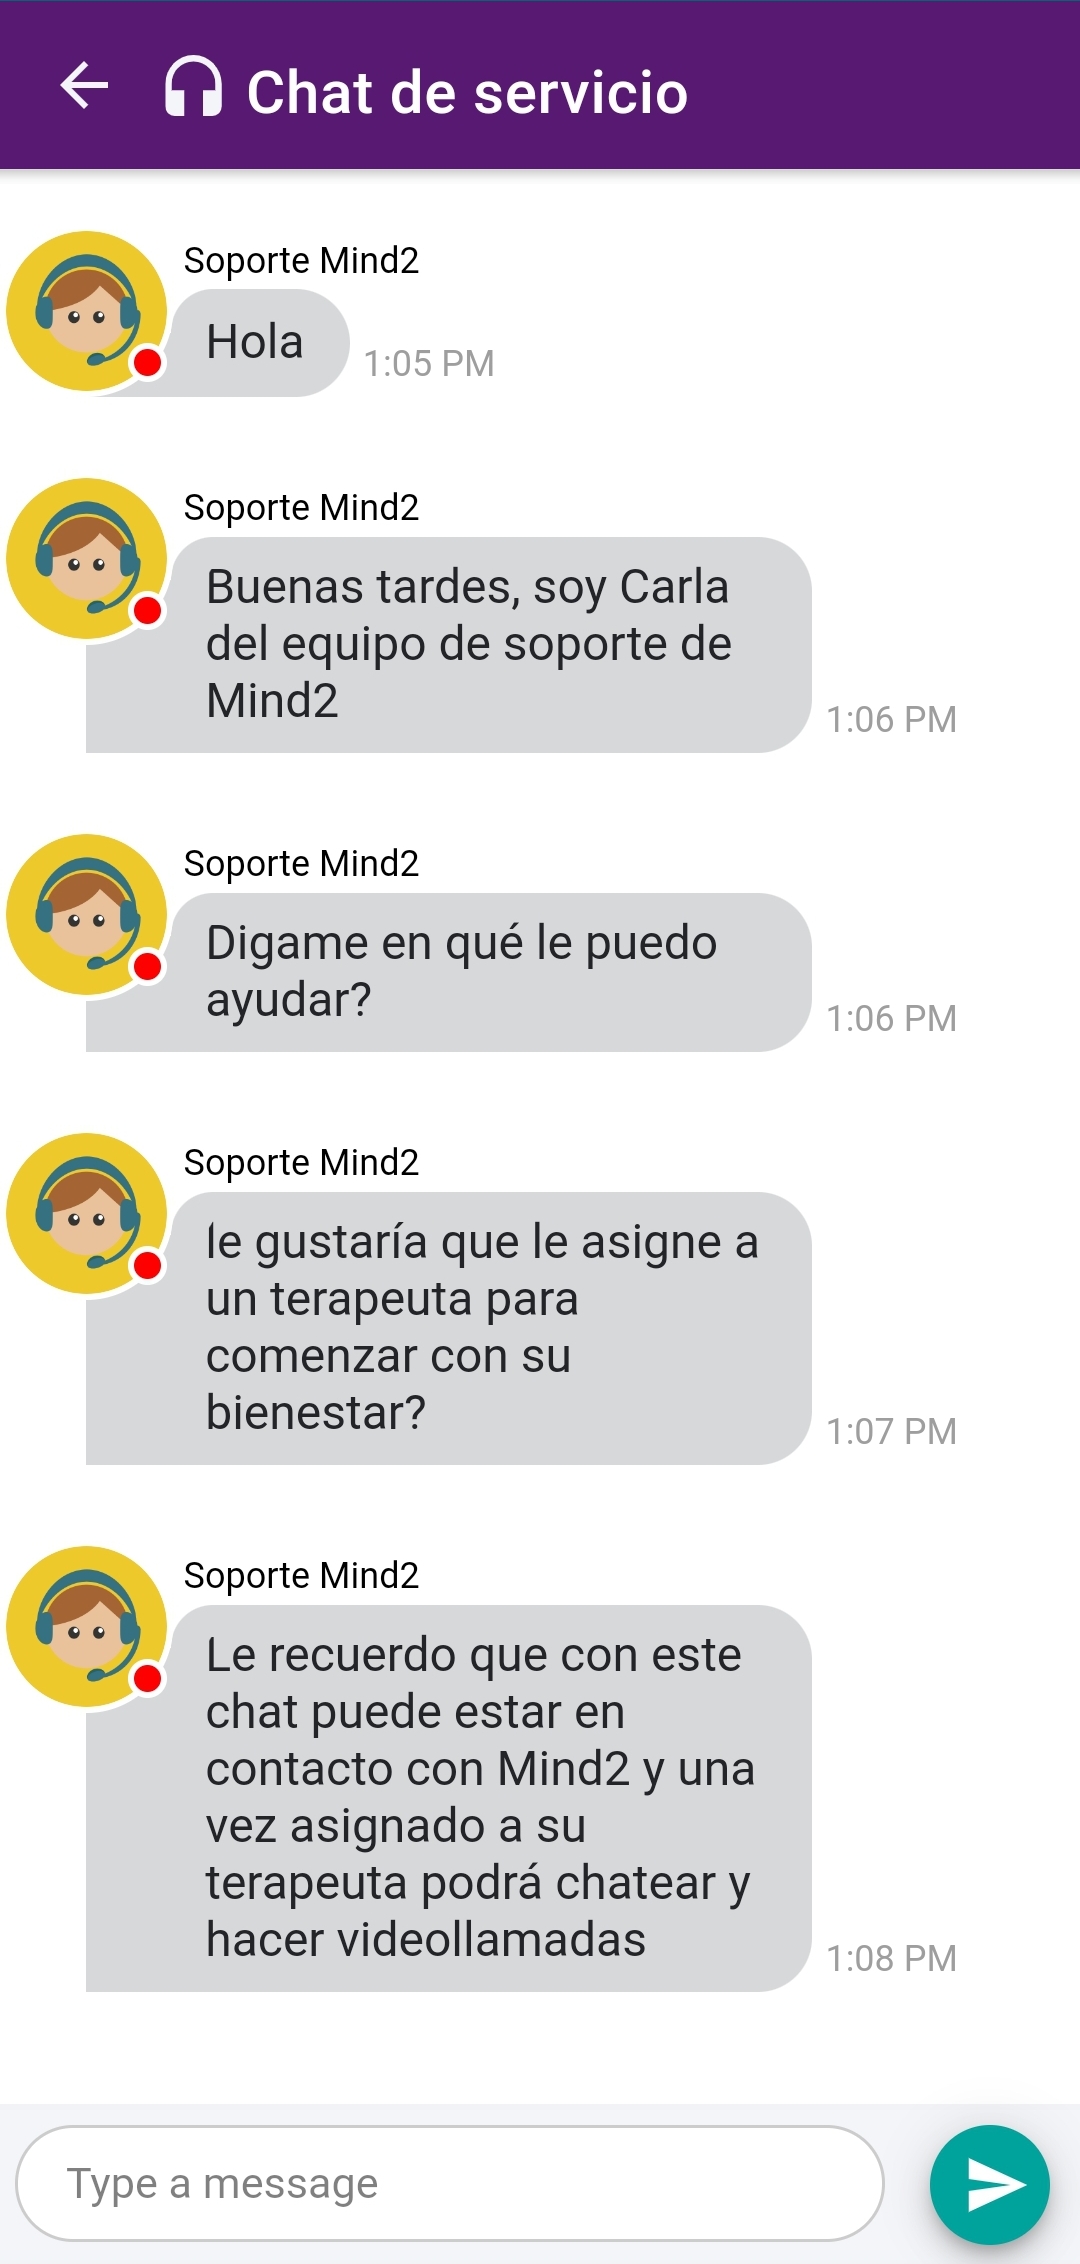 Chat de servicio
Soporte Mind2
Hola
1:05 PM
Soporte Mind2
Buenas tardes, soy Carla
del equipo de soporte de
Mind2
1:06 PM
Soporte Mind2
Digame en qué le puedo
ayudar?
1:06 PM
Soporte Mind2
le gustaría que le asigne a
un terapeuta para
comenzar con su
bienestar?
1:07 PM
Soporte Mind2
Le recuerdo que con este
chat puede estar en
contacto con Mind2 y una
vez asignado a su
terapeuta podrá chatear y
hacer videollamadas
1:08 PM
Type a message